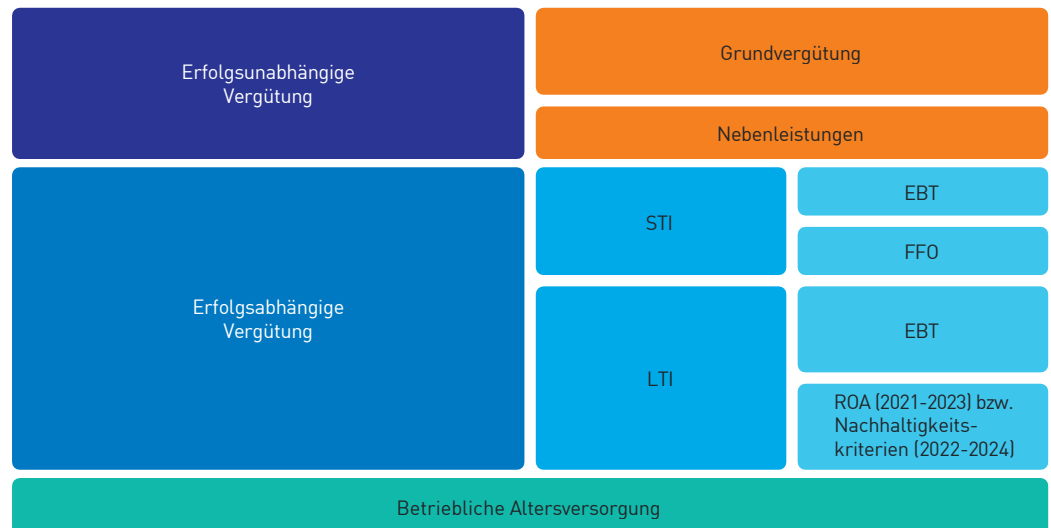 Erfolgsunabhängige
Vergütung
Grundvergütung
Nebenleistungen
Erfolgsabhängige
Vergütung
STI
EBT
FFO
LTI
EBT
ROA (2021-2023) bzw.
Nachhaltigkeits-
kriterien (2022-2024)
Betriebliche Altersversorgung